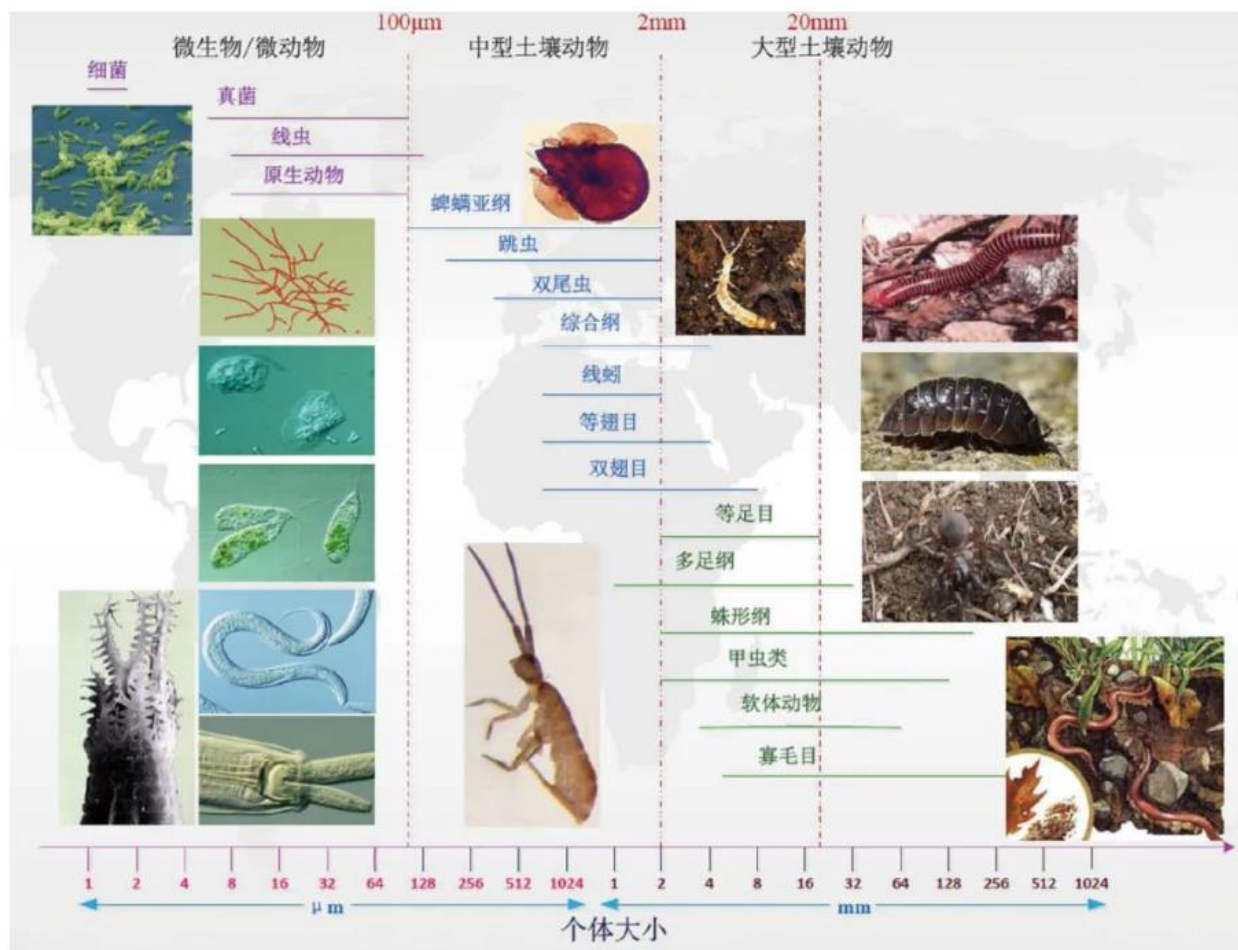 100μm
2mm
20mm
微生物/微动物
中型土壤动物
大型土壤动物
细菌
真菌
线虫
原生动物
蜱螨亚纲
跳虫
双尾虫
综合纲
线蚓
等翅目
双翅目
等足目
多足纲
蛛形纲
甲虫类
软体动物
寡毛目
1 2 4 8 16 32 64 128 256 512 1024 1 2 4 8 16 32 64 128 256 512 1024
μm
mm
个体大小